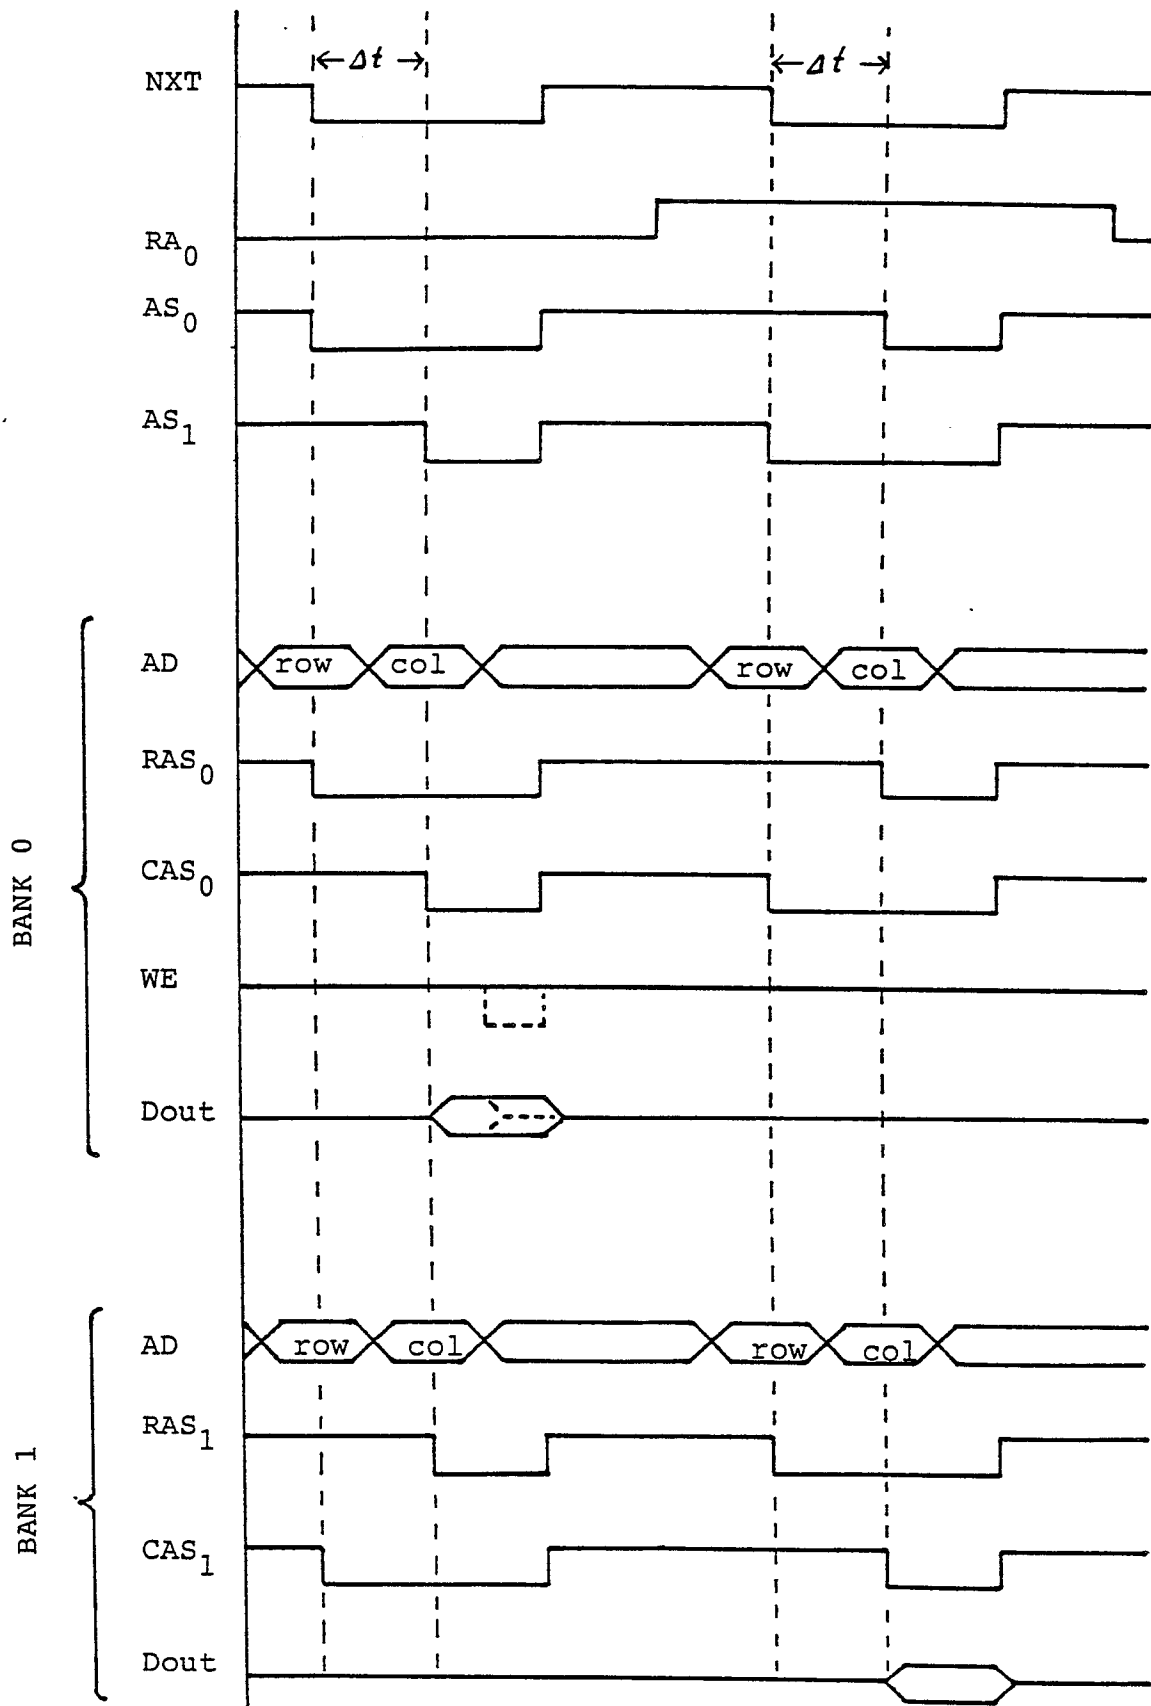 ←Δt→ ←Δt→
NXT
RA0
AS0
AS1
BANK 0
AD row col row col
RAS0
CAS0
WE
Dout
BANK 1
AD row col row col
RAS1
CAS1
Dout